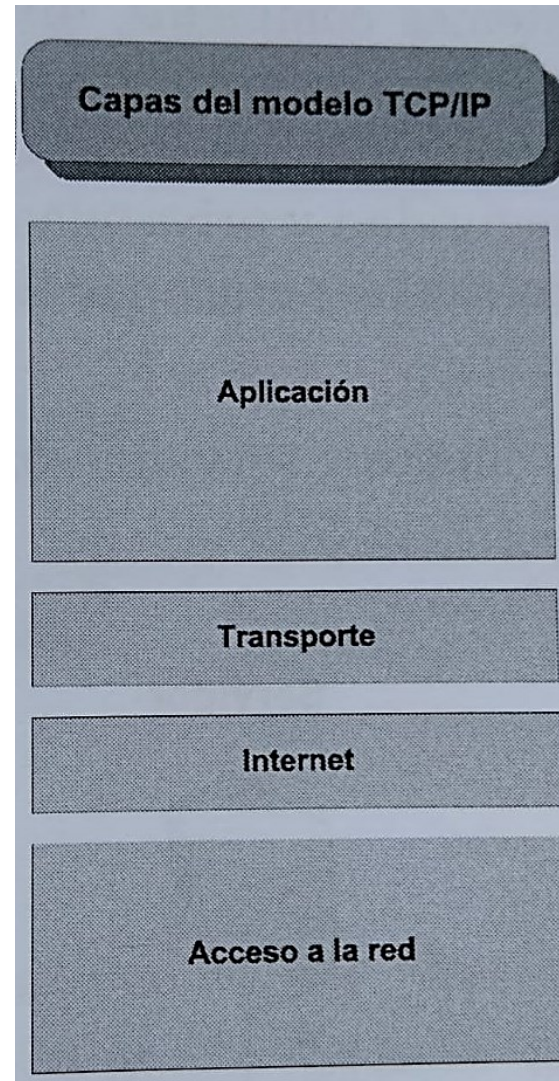 Capas del modelo TCP/IP
Aplicación
Transporte
Internet
Acceso a la red